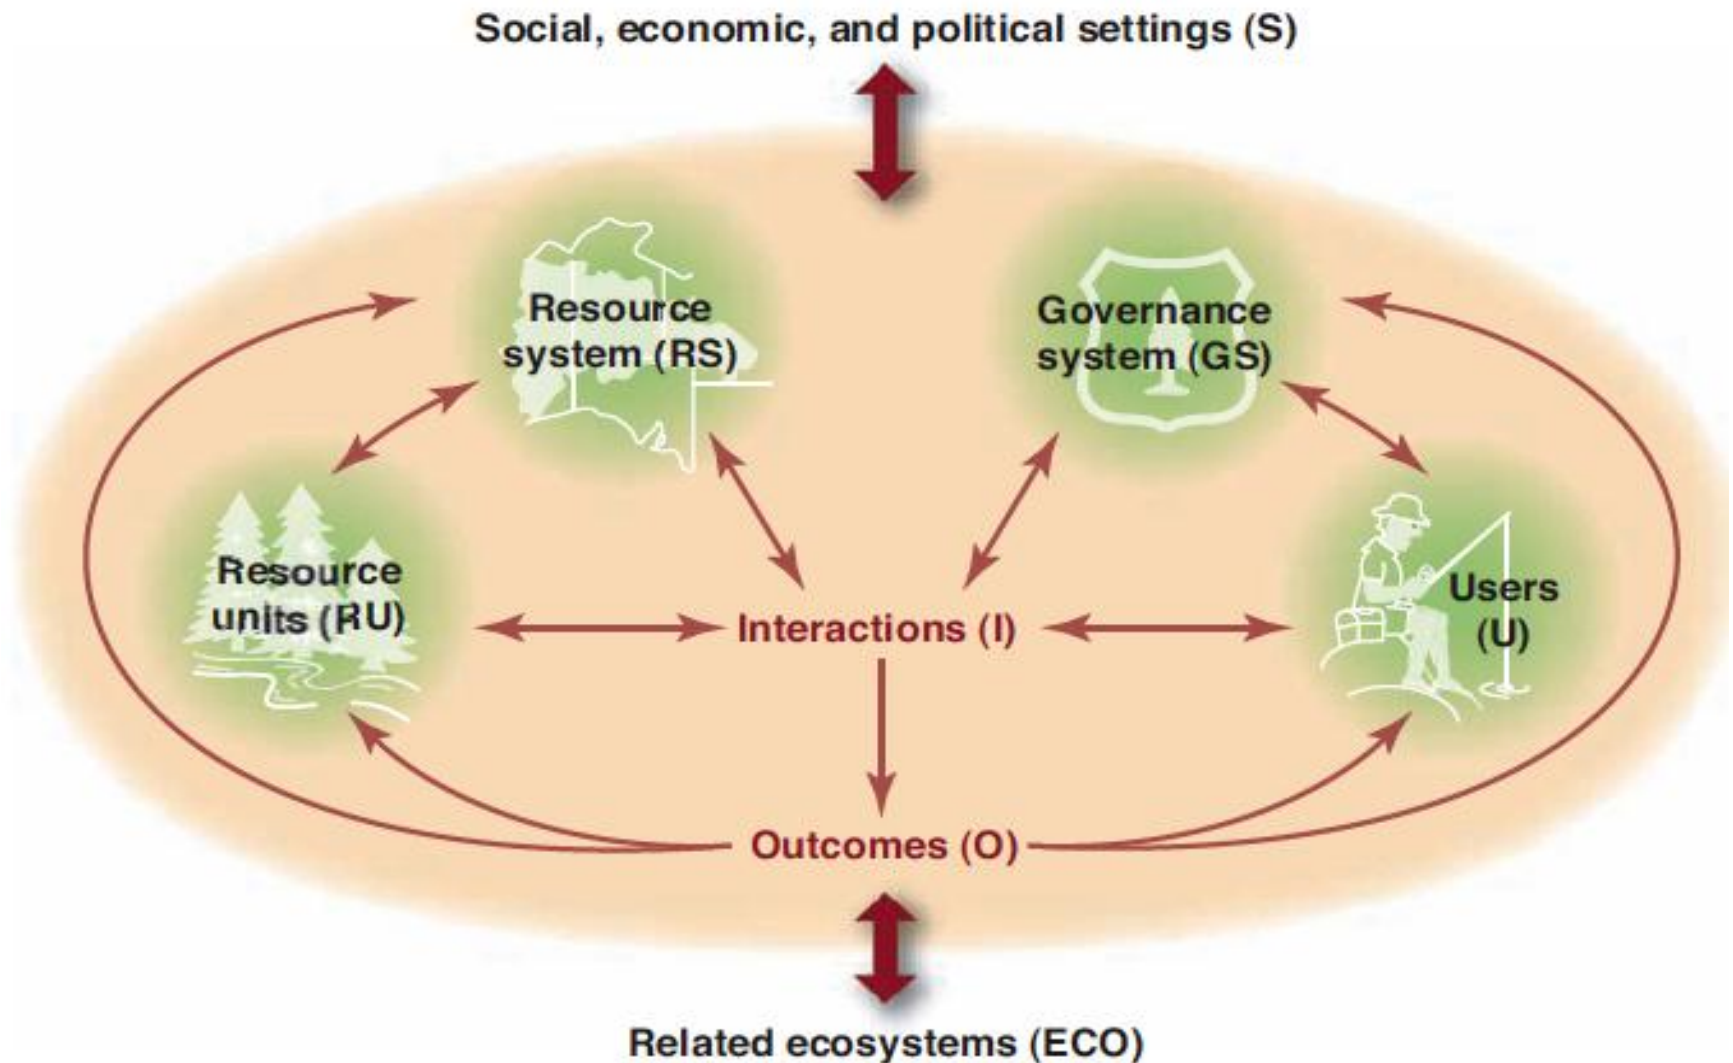 Social, economic, and political settings (S)
Resource
system (RS)
Governance
system (GS)
Resource
units (RU)
Users
(U)
Interactions (I)
Outcomes (O)
Related ecosystems (ECO)